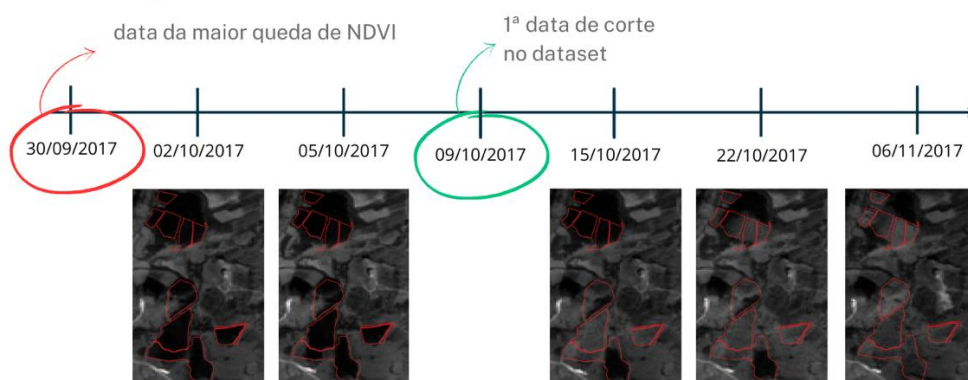 data da maior queda de NDVI
1ª data de corte
no dataset
30/09/2017
02/10/2017
05/10/2017
09/10/2017
15/10/2017
22/10/2017
06/11/2017